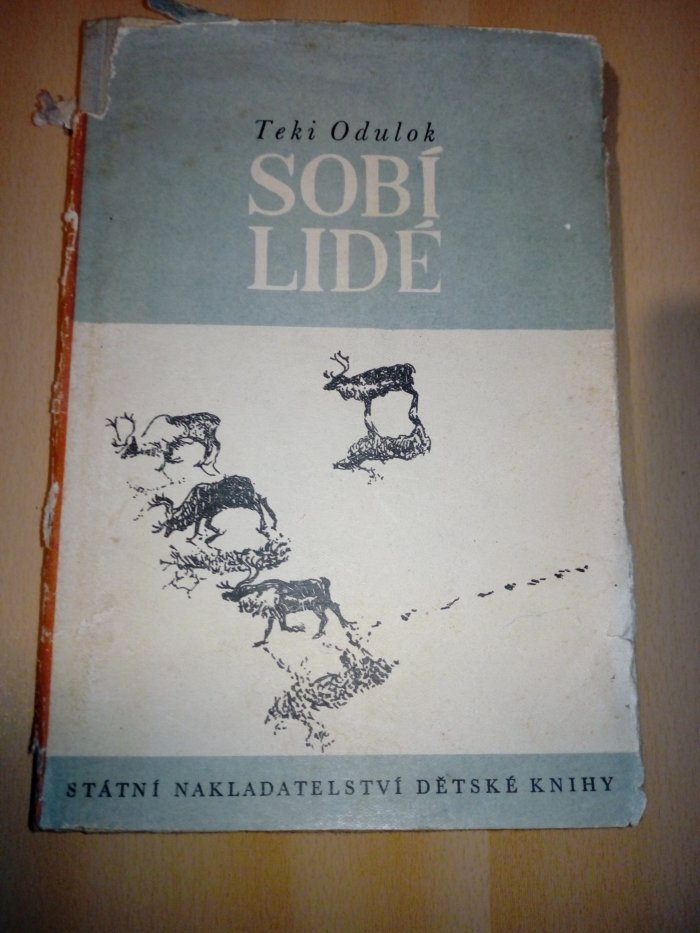 Teki Odulok
SOBÍ
LIDÉ
STÁTNÍ NAKLADATELSTVÍ DĚTSKÉ KNIHY